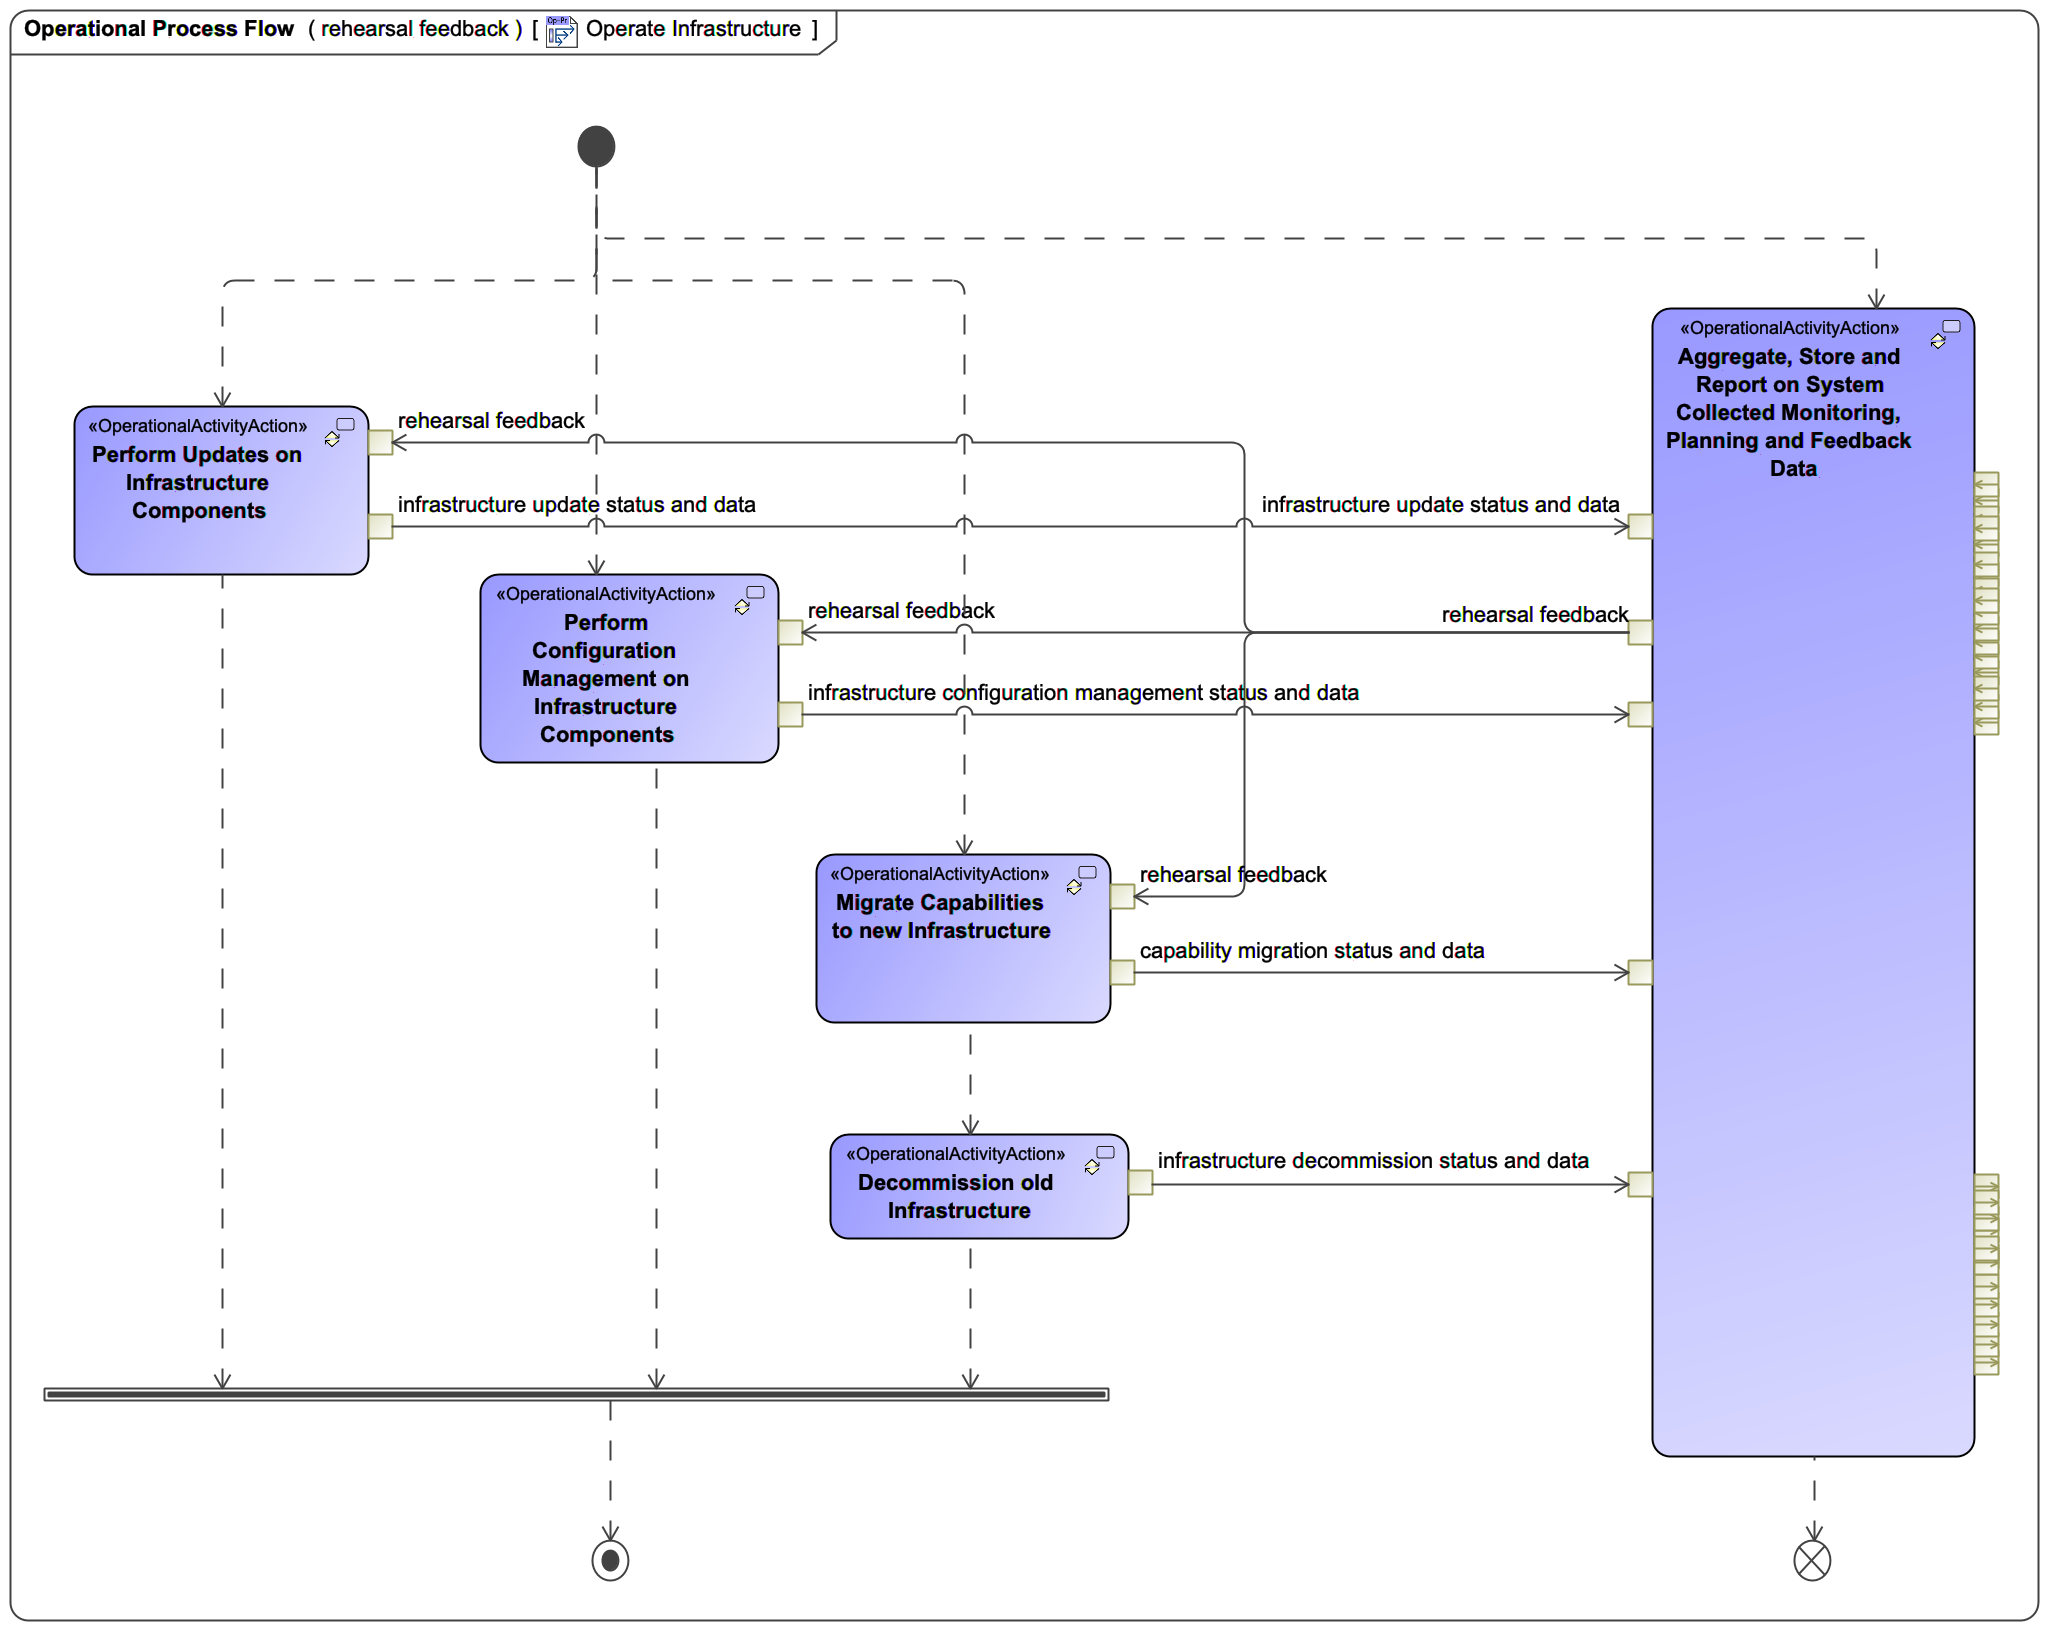 Operational Process Flow ( rehearsal feedback ) [ Op-Pr Operate Infrastructure ]
«OperationalActivityAction»
Aggregate, Store and
Report on System
Collected Monitoring,
Planning and Feedback
Data
«OperationalActivityAction»
Perform Updates on
Infrastructure
Components
rehearsal feedback
infrastructure update status and data
infrastructure update status and data
«OperationalActivityAction»
Perform
Configuration
Management on
Infrastructure
Components
rehearsal feedback
rehearsal feedback
infrastructure configuration management status and data
«OperationalActivityAction»
Migrate Capabilities
to new Infrastructure
rehearsal feedback
capability migration status and data
«OperationalActivityAction»
Decommission old
Infrastructure
infrastructure decommission status and data